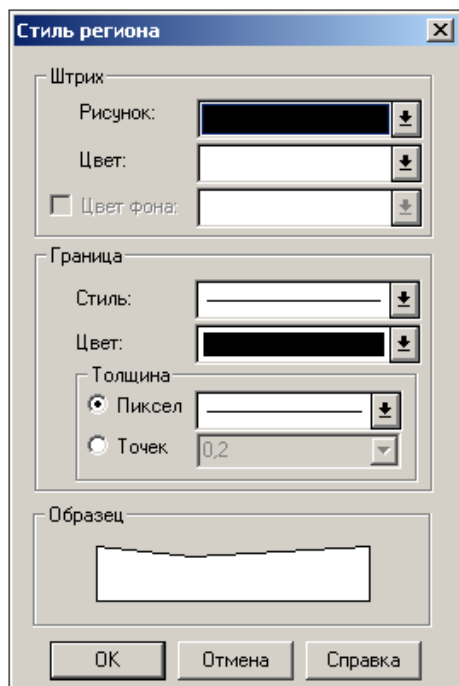 Стиль региона
Штрих
Рисунок:
Цвет:
Цвет фона:
Граница
Стиль:
Цвет:
Толщина
Пиксел
Точек 0,2
Образец
OK Отмена Справка